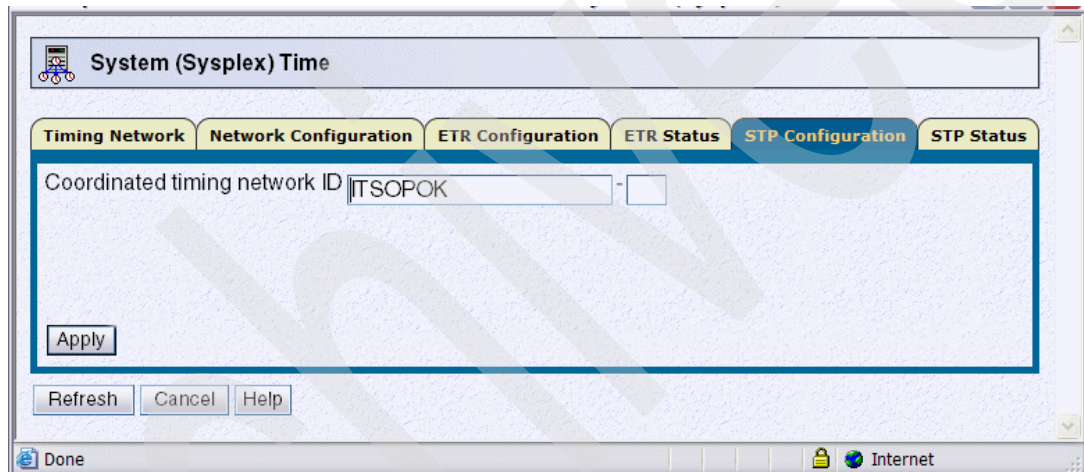 System (Sysplex) Time
Timing Network Network Configuration ETR Configuration ETR Status STP Configuration STP Status
Coordinated timing network ID ITSOPOK -
Apply
Refresh Cancel Help
Done Internet